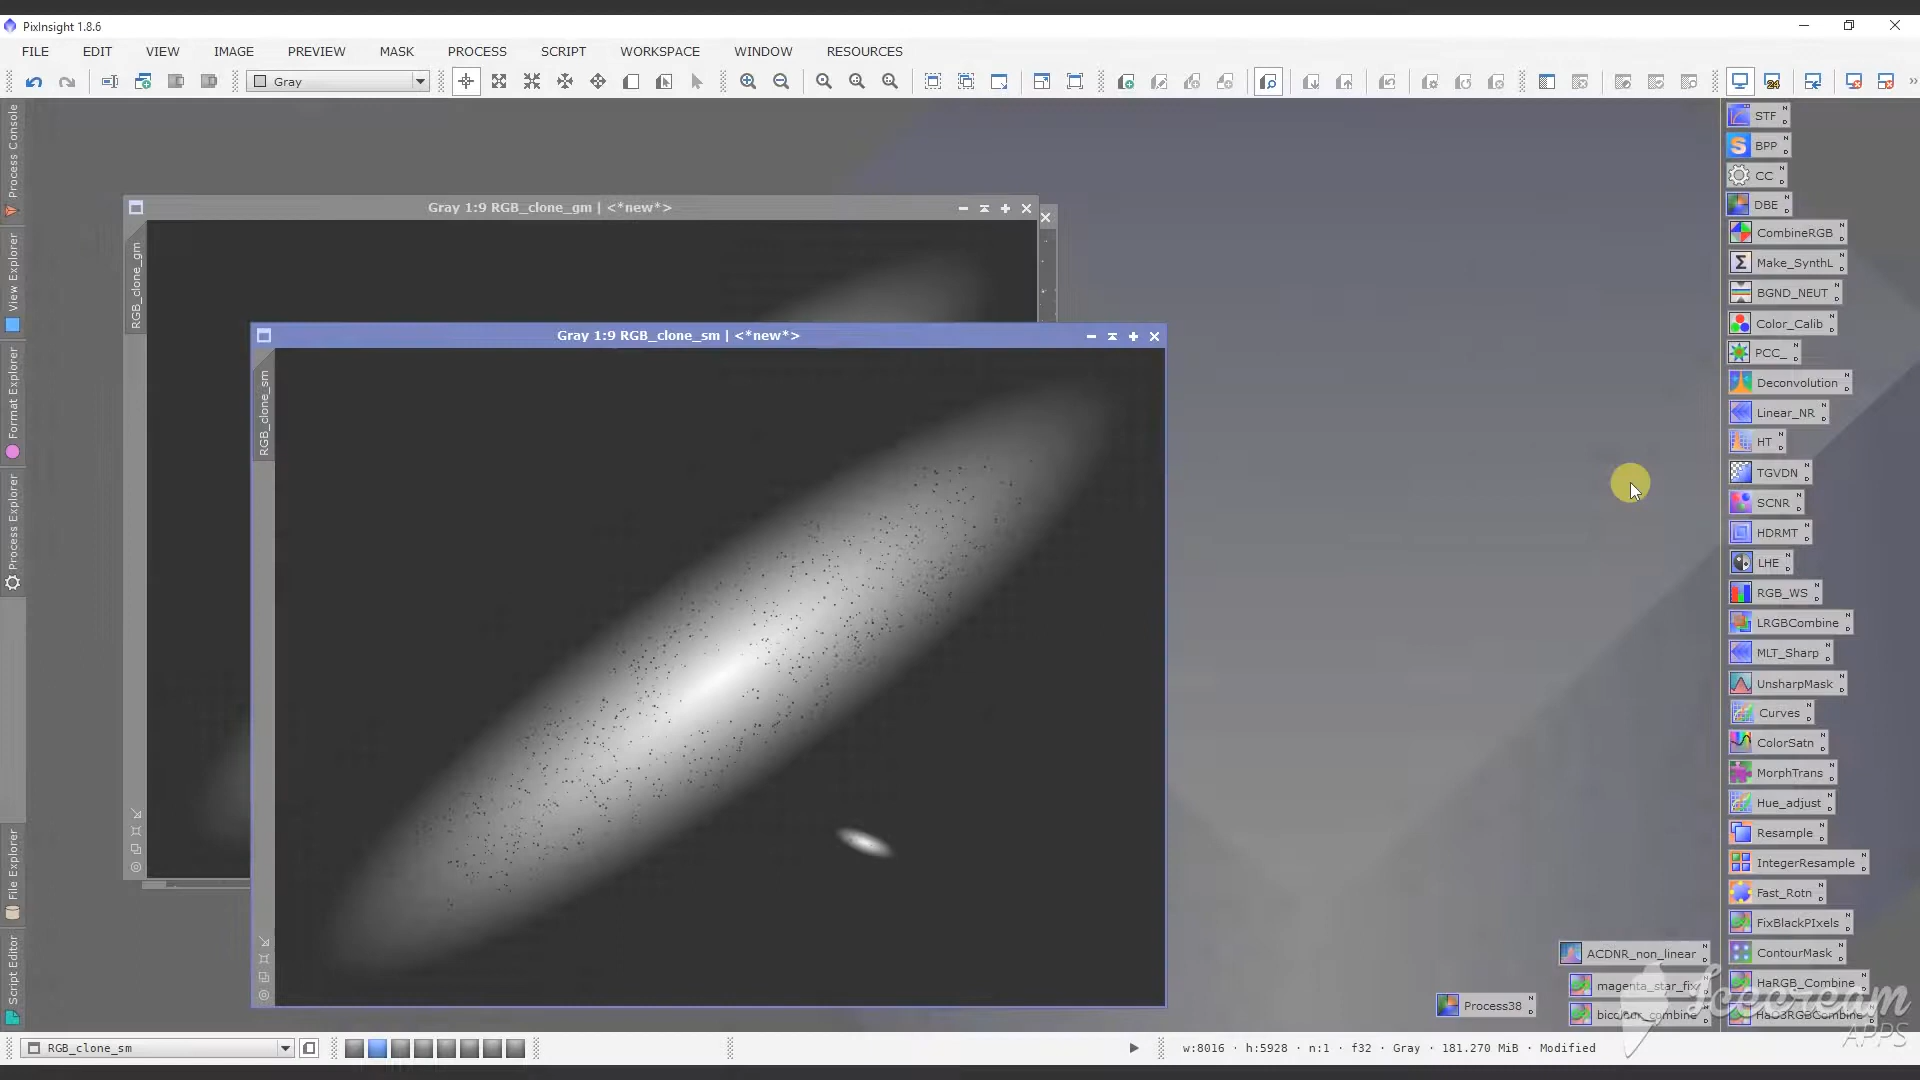 PixInsight 1.8.6
FILE EDIT VIEW IMAGE PREVIEW MASK PROCESS SCRIPT WORKSPACE WINDOW RESOURCES
Gray
Process Console
View Explorer
Format Explorer
Process Explorer
File Explorer
Script Editor
Gray 1:9 RGB_clone_gm | <*new*>
RGB_clone_gm
Gray 1:9 RGB_clone_sm | <*new*>
RGB_clone_sm
STF
BPP
CC
DBE
CombineRGB
Make_SynthL
BGND_NEUT
Color_Calib
PCC_
Deconvolution
Linear_NR
HT
TGVDN
SCNR
HDRMT
LHE
RGB_WS
LRGBCombine
MLT_Sharp
UnsharpMask
Curves
ColorSatn
MorphTrans
Hue_adjust
Resample
IntegerResample
Fast_Rotn
FixBlackPIxels
ContourMask
HaRGB_Combine
HaO3RGBCombine
ACDNR_non_linear
magenta_star_fix
bicolour_combine
Process38
Icecream
APPS
RGB_clone_sm
w:8016 · h:5928 · n:1 · f32 · Gray · 181.270 MiB · Modified